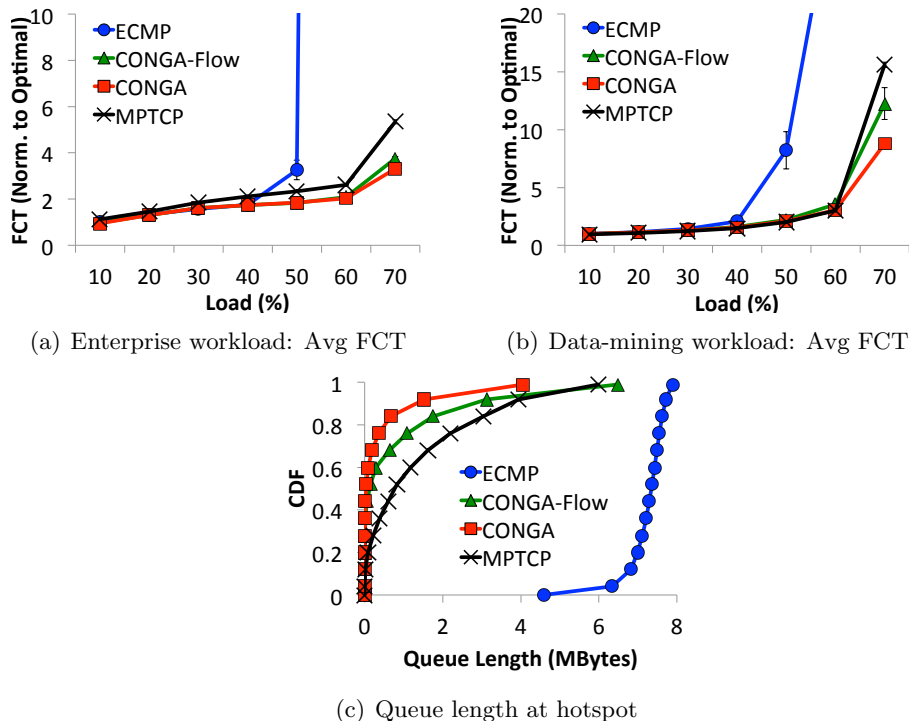 10
8
6
4
2
0
FCT (Norm. to Optimal)
ECMP
CONGA-Flow
CONGA
MPTCP
10 20 30 40 50 60 70
Load (%)
(a) Enterprise workload: Avg FCT
20
15
10
5
0
FCT (Norm. to Optimal)
ECMP
CONGA-Flow
CONGA
MPTCP
10 20 30 40 50 60 70
Load (%)
(b) Data-mining workload: Avg FCT
1
0.8
0.6
0.4
0.2
0
CDF
ECMP
CONGA-Flow
CONGA
MPTCP
0 2 4 6 8
Queue Length (MBytes)
(c) Queue length at hotspot